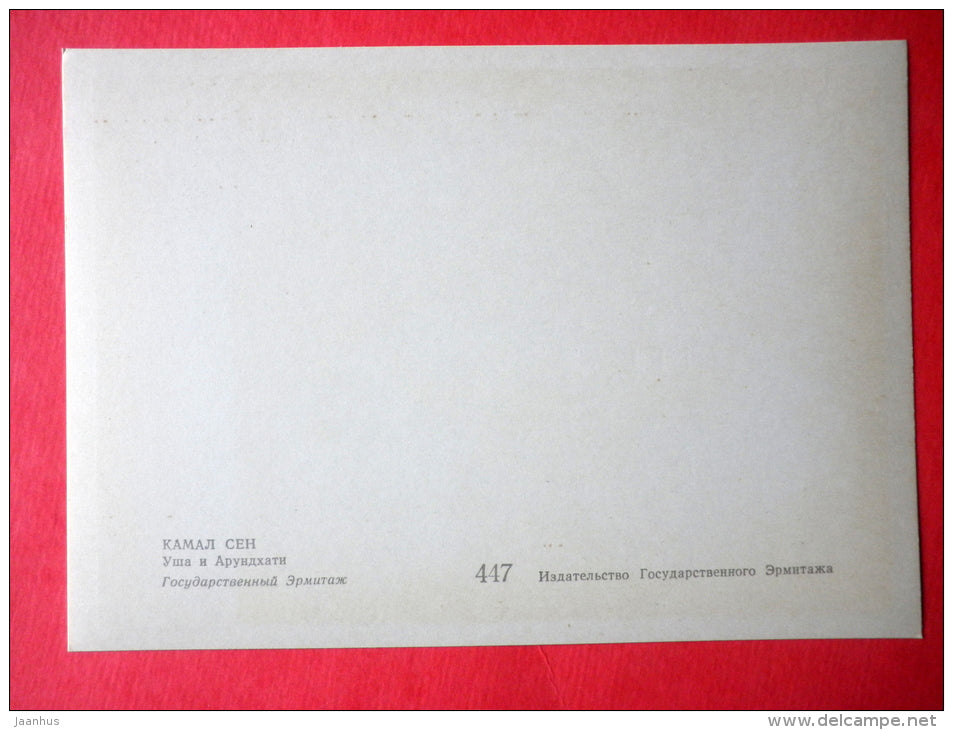 КАМАЛ СЕН
Уша и Арундхати
Государственный Эрмитаж
447 Издательство Государственного Эрмитажа
jaanhus
www.delcampe.net